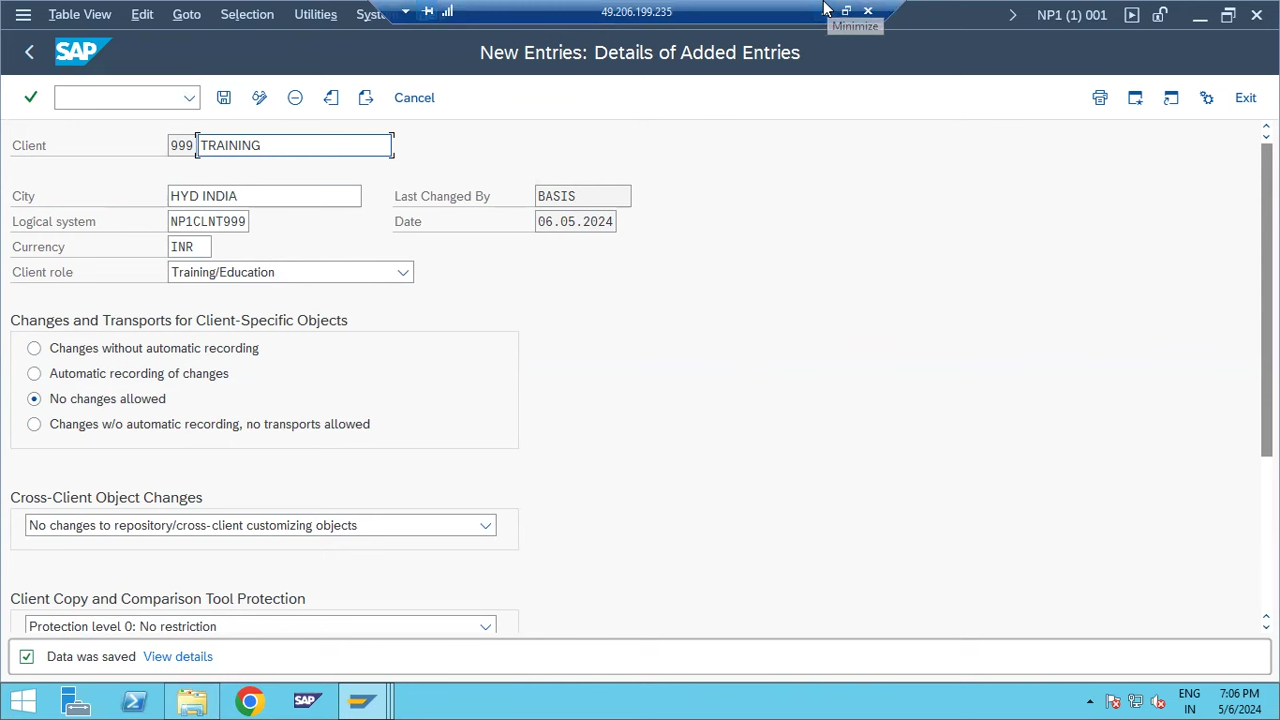 Table View Edit Goto Selection Utilities Syst 49.206.199.235 NP1 (1) 001
Minimize
SAP New Entries: Details of Added Entries
Cancel Exit
Client 999 TRAINING
City HYD INDIA Last Changed By BASIS
Logical system NP1CLNT999 Date 06.05.2024
Currency INR
Client role Training/Education
Changes and Transports for Client-Specific Objects
Changes without automatic recording
Automatic recording of changes
No changes allowed
Changes w/o automatic recording, no transports allowed
Cross-Client Object Changes
No changes to repository/cross-client customizing objects
Client Copy and Comparison Tool Protection
Protection level 0: No restriction
Data was saved View details
SAP ENG 7:06 PM
IN 5/6/2024